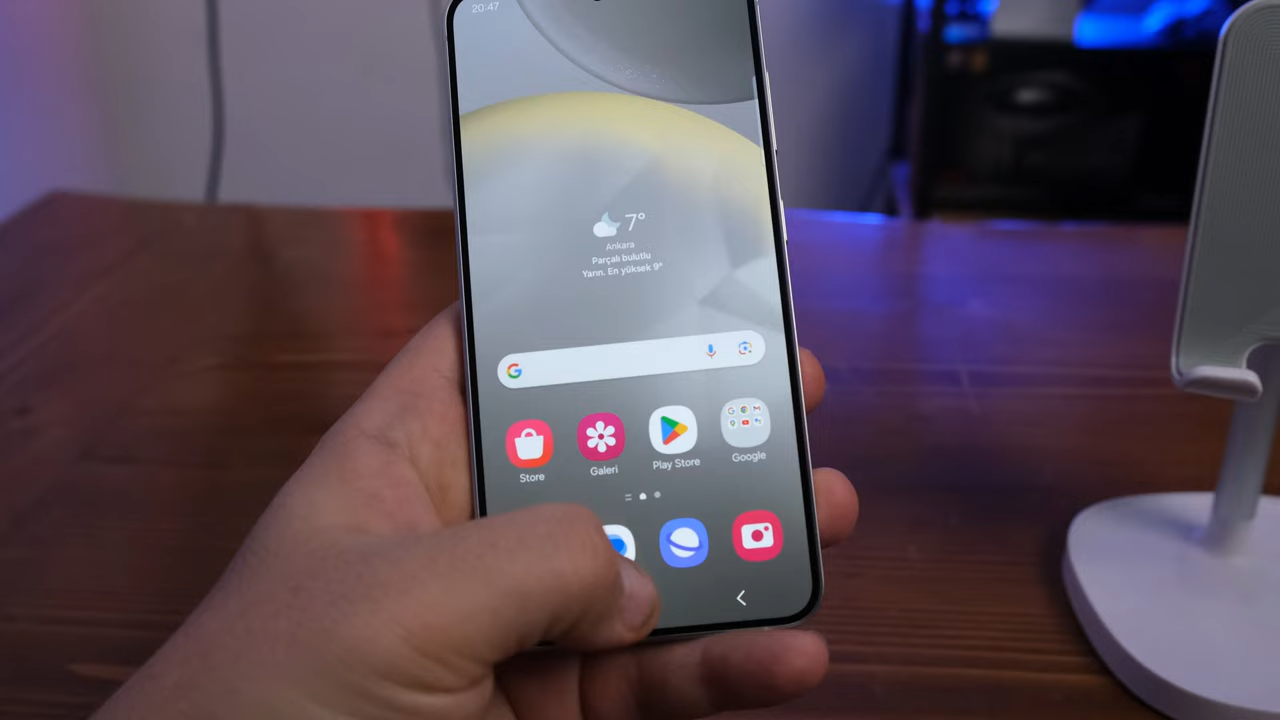 20:47
7°
Ankara
Parçalı bulutlu
Yarın. En yüksek 9°
Store
Galeri
Play Store
Google